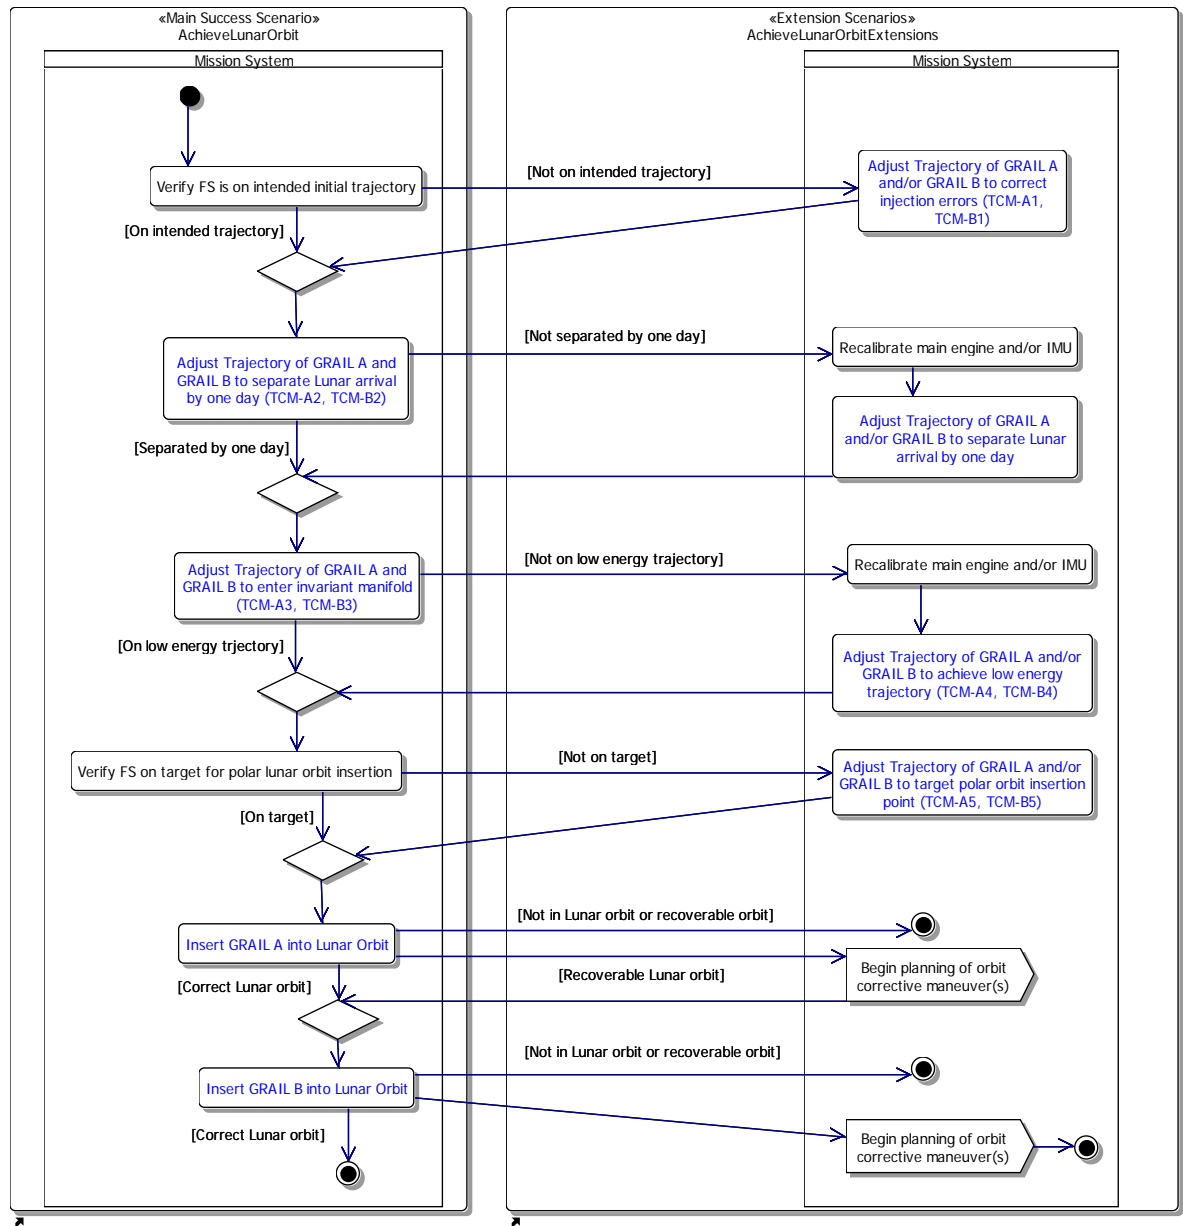 «Main Success Scenario»
AchieveLunarOrbit
Mission System
«Extension Scenarios»
AchieveLunarOrbitExtensions
Mission System
Verify FS is on intended initial trajectory
[Not on intended trajectory]
Adjust Trajectory of GRAIL A
and/or GRAIL B to correct
injection errors (TCM-A1,
TCM-B1)
[On intended trajectory]
Adjust Trajectory of GRAIL A and
GRAIL B to separate Lunar arrival
by one day (TCM-A2, TCM-B2)
[Not separated by one day]
Recalibrate main engine and/or IMU
Adjust Trajectory of GRAIL A
and/or GRAIL B to separate Lunar
arrival by one day
[Separated by one day]
Adjust Trajectory of GRAIL A and
GRAIL B to enter invariant manifold
(TCM-A3, TCM-B3)
[Not on low energy trajectory]
Recalibrate main engine and/or IMU
Adjust Trajectory of GRAIL A and/or
GRAIL B to achieve low energy
trajectory (TCM-A4, TCM-B4)
[On low energy trjectory]
Verify FS on target for polar lunar orbit insertion
[Not on target]
Adjust Trajectory of GRAIL A and/or
GRAIL B to target polar orbit insertion
point (TCM-A5, TCM-B5)
[On target]
Insert GRAIL A into Lunar Orbit
[Not in Lunar orbit or recoverable orbit]
[Recoverable Lunar orbit]
Begin planning of orbit
corrective maneuver(s)
[Correct Lunar orbit]
Insert GRAIL B into Lunar Orbit
[Not in Lunar orbit or recoverable orbit]
Begin planning of orbit
corrective maneuver(s)
[Correct Lunar orbit]